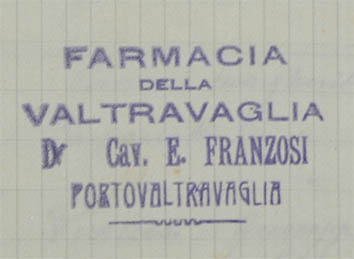 FARMACIA
DELLA
VALTRAVAGLIA
Dr Cav. E. FRANZOSI
PORTOVALTRAVAGLIA